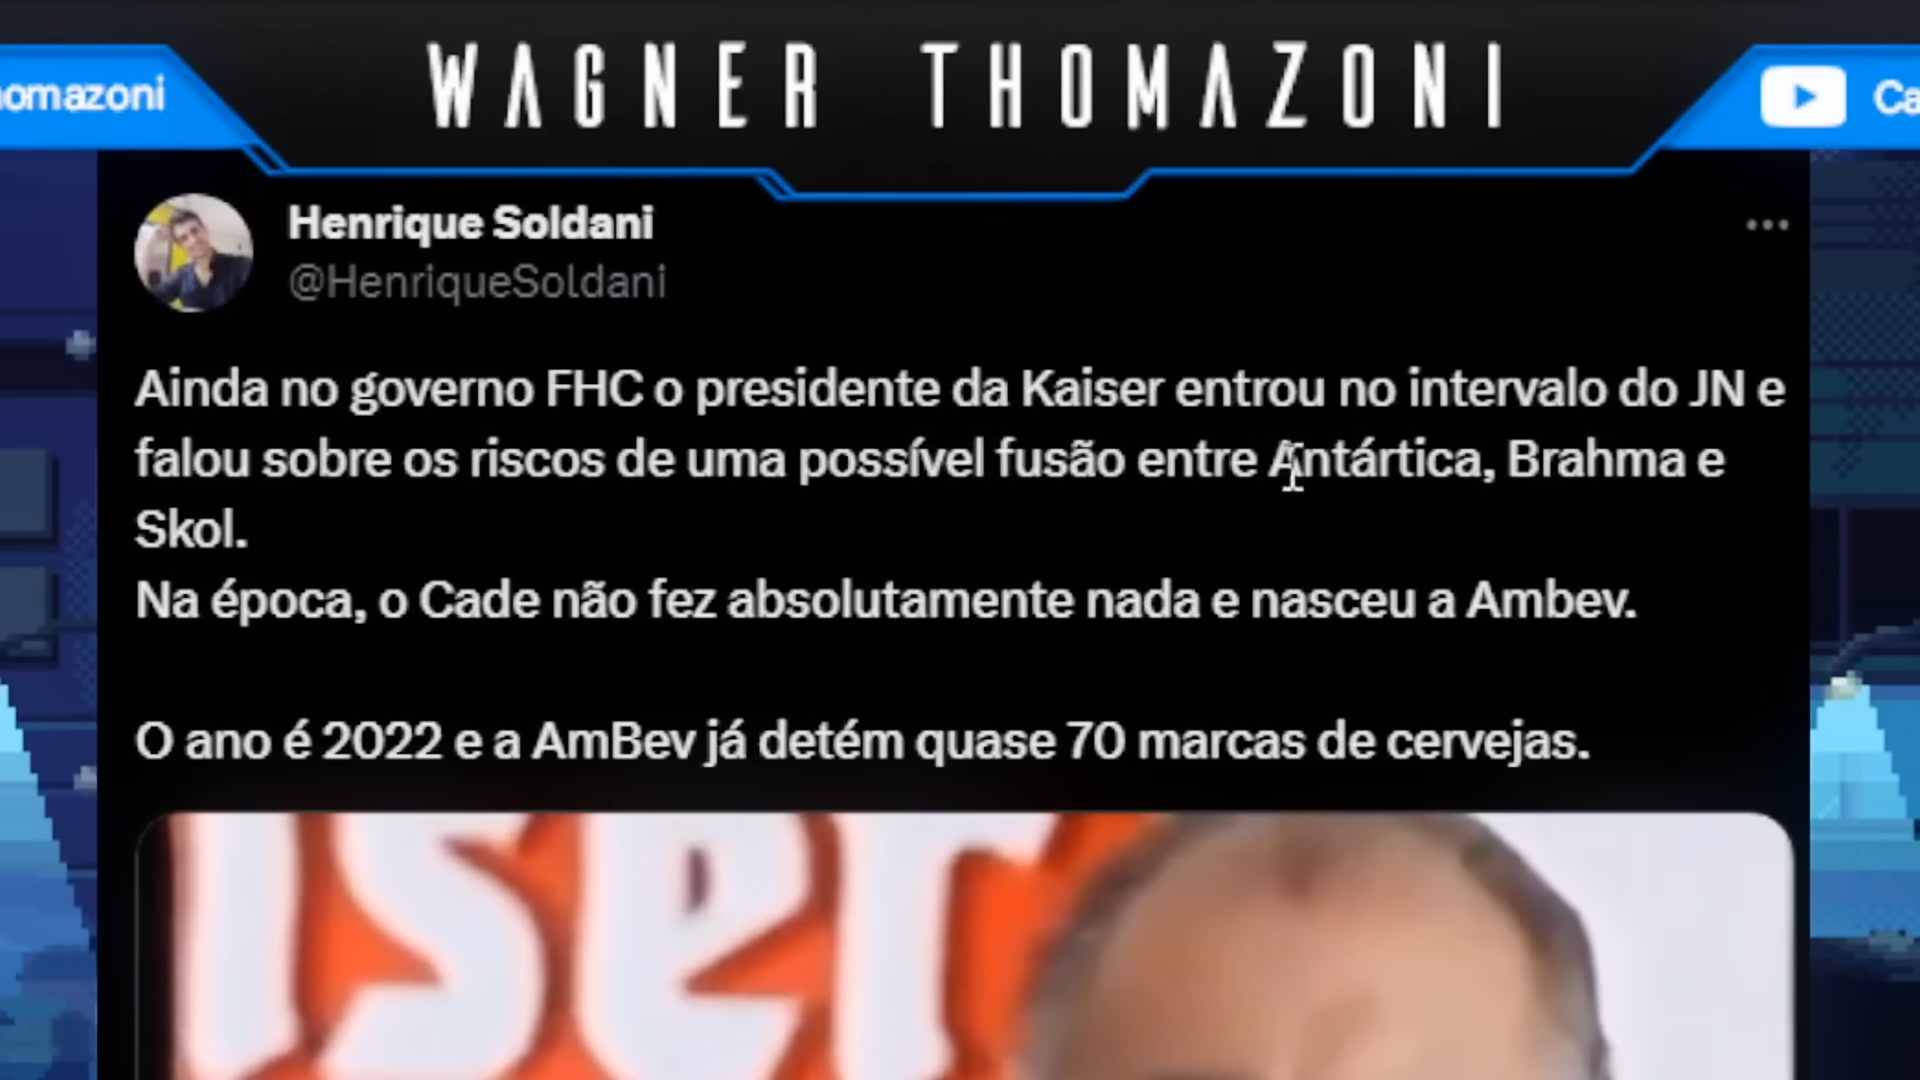 WAGNER THOMAZONI
omazoni
Ca
Henrique Soldani
@HenriqueSoldani
Ainda no governo FHC o presidente da Kaiser entrou no intervalo do JN e
falou sobre os riscos de uma possível fusão entre Antártica, Brahma e
Skol.
Na época, o Cade não fez absolutamente nada e nasceu a Ambev.
O ano é 2022 e a AmBev já detém quase 70 marcas de cervejas.
iser